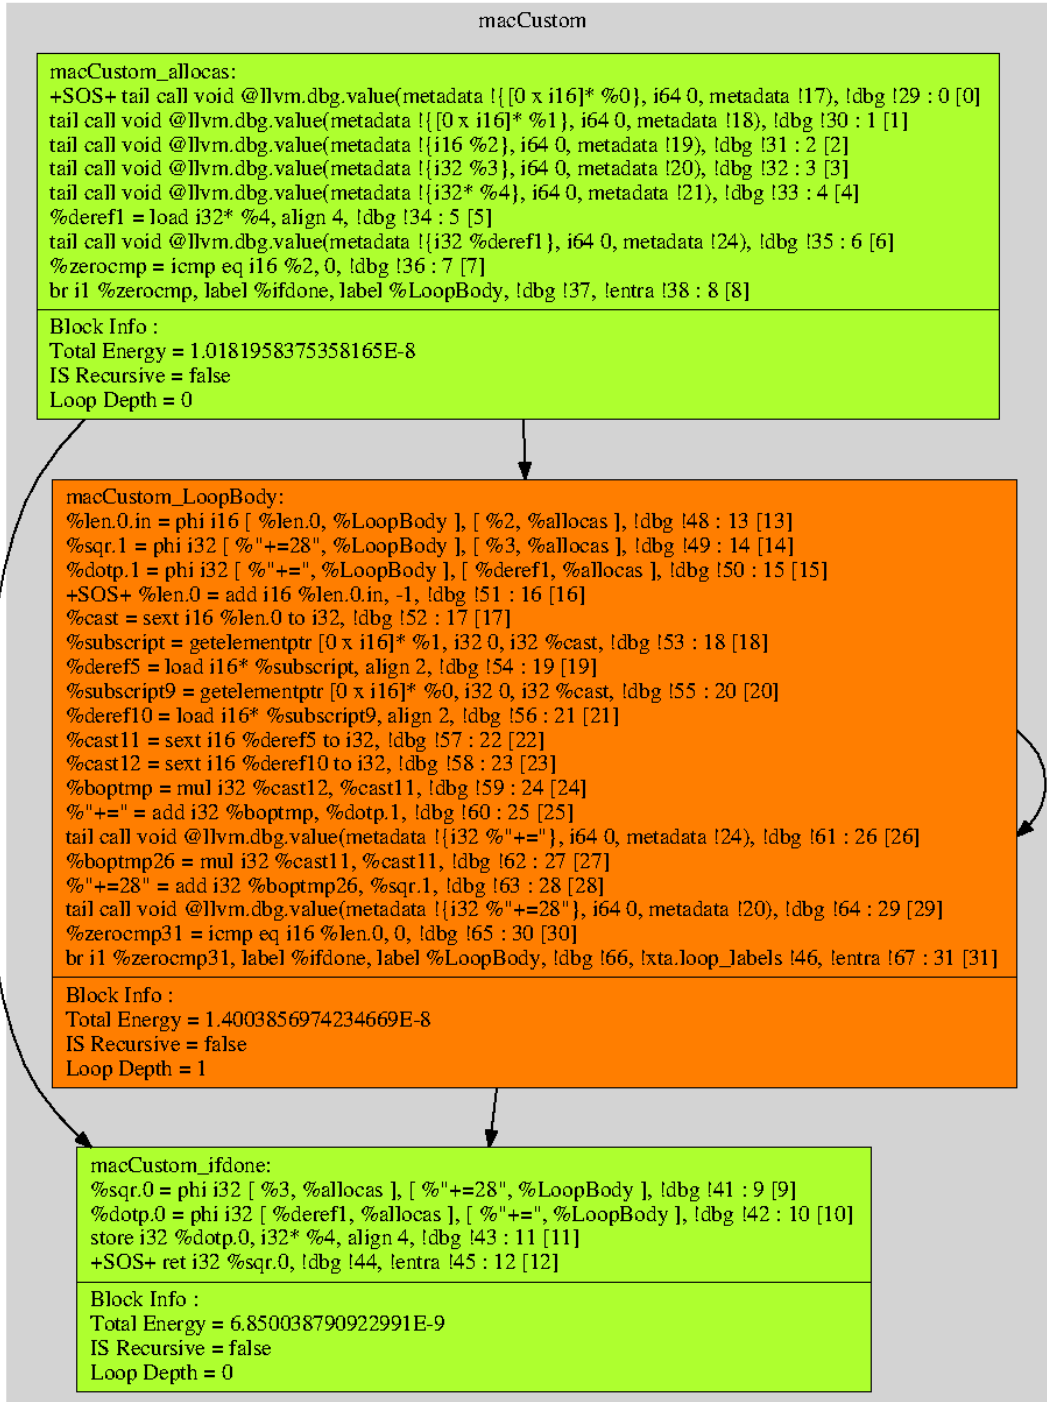 macCustom
macCustom_allocas:
+SOS+ tail call void @llvm.dbg.value(metadata !{[0 x i16]* %0}, i64 0, metadata !17), !dbg !29 : 0 [0]
tail call void @llvm.dbg.value(metadata !{[0 x i16]* %1}, i64 0, metadata !18), !dbg !30 : 1 [1]
tail call void @llvm.dbg.value(metadata !{i16 %2}, i64 0, metadata !19), !dbg !31 : 2 [2]
tail call void @llvm.dbg.value(metadata !{i32 %3}, i64 0, metadata !20), !dbg !32 : 3 [3]
tail call void @llvm.dbg.value(metadata !{i32* %4}, i64 0, metadata !21), !dbg !33 : 4 [4]
%deref1 = load i32* %4, align 4, !dbg !34 : 5 [5]
tail call void @llvm.dbg.value(metadata !{i32 %deref1}, i64 0, metadata !24), !dbg !35 : 6 [6]
%zerocmp = icmp eq i16 %2, 0, !dbg !36 : 7 [7]
br i1 %zerocmp, label %ifdone, label %LoopBody, !dbg !37, !entra !38 : 8 [8]
Block Info :
Total Energy = 1.0181958375358165E-8
IS Recursive = false
Loop Depth = 0
macCustom_LoopBody:
%len.0.in = phi i16 [ %len.0, %LoopBody ], [ %2, %allocas ], !dbg !48 : 13 [13]
%sqr.1 = phi i32 [ %"+=28", %LoopBody ], [ %3, %allocas ], !dbg !49 : 14 [14]
%dotp.1 = phi i32 [ %"+=", %LoopBody ], [ %deref1, %allocas ], !dbg !50 : 15 [15]
+SOS+ %len.0 = add i16 %len.0.in, -1, !dbg !51 : 16 [16]
%cast = sext i16 %len.0 to i32, !dbg !52 : 17 [17]
%subscript = getelementptr [0 x i16]* %1, i32 0, i32 %cast, !dbg !53 : 18 [18]
%deref5 = load i16* %subscript, align 2, !dbg !54 : 19 [19]
%subscript9 = getelementptr [0 x i16]* %0, i32 0, i32 %cast, !dbg !55 : 20 [20]
%deref10 = load i16* %subscript9, align 2, !dbg !56 : 21 [21]
%cast11 = sext i16 %deref5 to i32, !dbg !57 : 22 [22]
%cast12 = sext i16 %deref10 to i32, !dbg !58 : 23 [23]
%boptmp = mul i32 %cast12, %cast11, !dbg !59 : 24 [24]
%"+=" = add i32 %boptmp, %dotp.1, !dbg !60 : 25 [25]
tail call void @llvm.dbg.value(metadata !{i32 %"+="}, i64 0, metadata !24), !dbg !61 : 26 [26]
%boptmp26 = mul i32 %cast11, %cast11, !dbg !62 : 27 [27]
%"+=28" = add i32 %boptmp26, %sqr.1, !dbg !63 : 28 [28]
tail call void @llvm.dbg.value(metadata !{i32 %"+=28"}, i64 0, metadata !20), !dbg !64 : 29 [29]
%zerocmp31 = icmp eq i16 %len.0, 0, !dbg !65 : 30 [30]
br i1 %zerocmp31, label %ifdone, label %LoopBody, !dbg !66, !xta.loop_labels !46, !entra !67 : 31 [31]
Block Info :
Total Energy = 1.4003856974234669E-8
IS Recursive = false
Loop Depth = 1
macCustom_ifdone:
%sqr.0 = phi i32 [ %3, %allocas ], [ %"+=28", %LoopBody ], !dbg !41 : 9 [9]
%dotp.0 = phi i32 [ %deref1, %allocas ], [ %"+=", %LoopBody ], !dbg !42 : 10 [10]
store i32 %dotp.0, i32* %4, align 4, !dbg !43 : 11 [11]
+SOS+ ret i32 %sqr.0, !dbg !44, !entra !45 : 12 [12]
Block Info :
Total Energy = 6.850038790922991E-9
IS Recursive = false
Loop Depth = 0